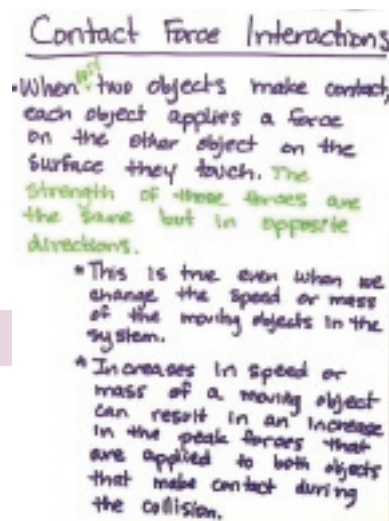 Contact Force Interactions
• When any two objects make contact,
each object applies a force
on the other object on the
surface they touch. The
strength of those forces are
the same but in opposite
directions.
* This is true even when we
change the speed or mass
of the moving objects in the
system.
* Increases in speed or
mass of a moving object
can result in an increase
in the peak forces that
are applied to both objects
that make contact during
the collision.